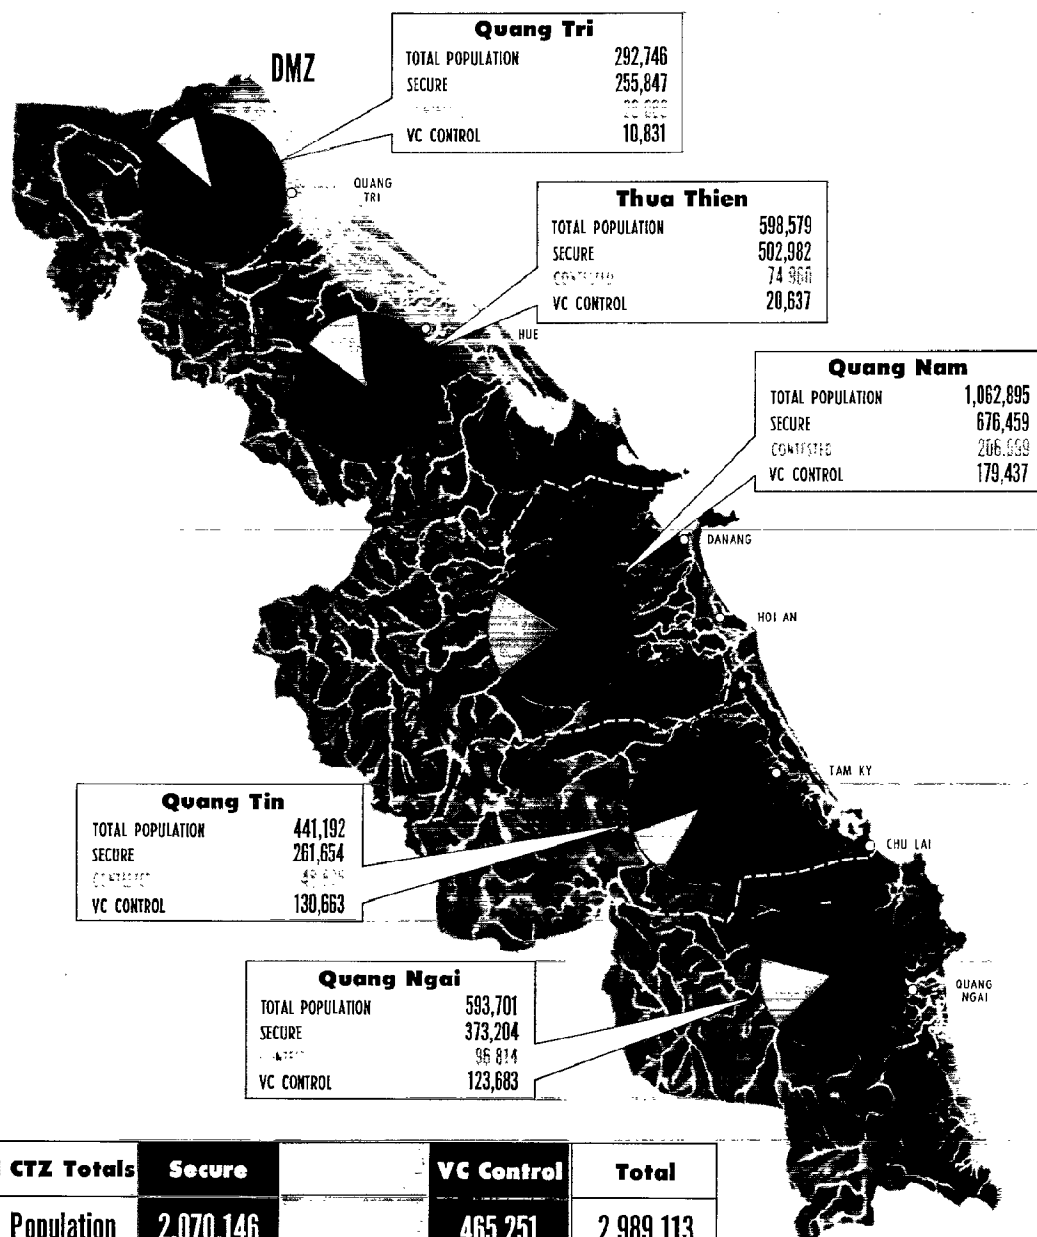 DMZ
Quang Tri
TOTAL POPULATION 292,746
SECURE 255,847
VC CONTROL 10,831
QUANG
TRI
Thua Thien
TOTAL POPULATION 598,579
SECURE 502,982
CONTESTED 74,960
VC CONTROL 20,637
HUE
Quang Nam
TOTAL POPULATION 1,062,895
SECURE 676,459
CONTESTED 206,999
VC CONTROL 179,437
DANANG
HOI AN
TAM KY
Quang Tin
TOTAL POPULATION 441,192
SECURE 261,654
VC CONTROL 130,663
CHU LAI
Quang Ngai
TOTAL POPULATION 593,701
SECURE 373,204
96,814
VC CONTROL 123,683
QUANG
NGAI
CTZ Totals Secure VC Control Total
Population 2,070,146 465,251 2,989,113